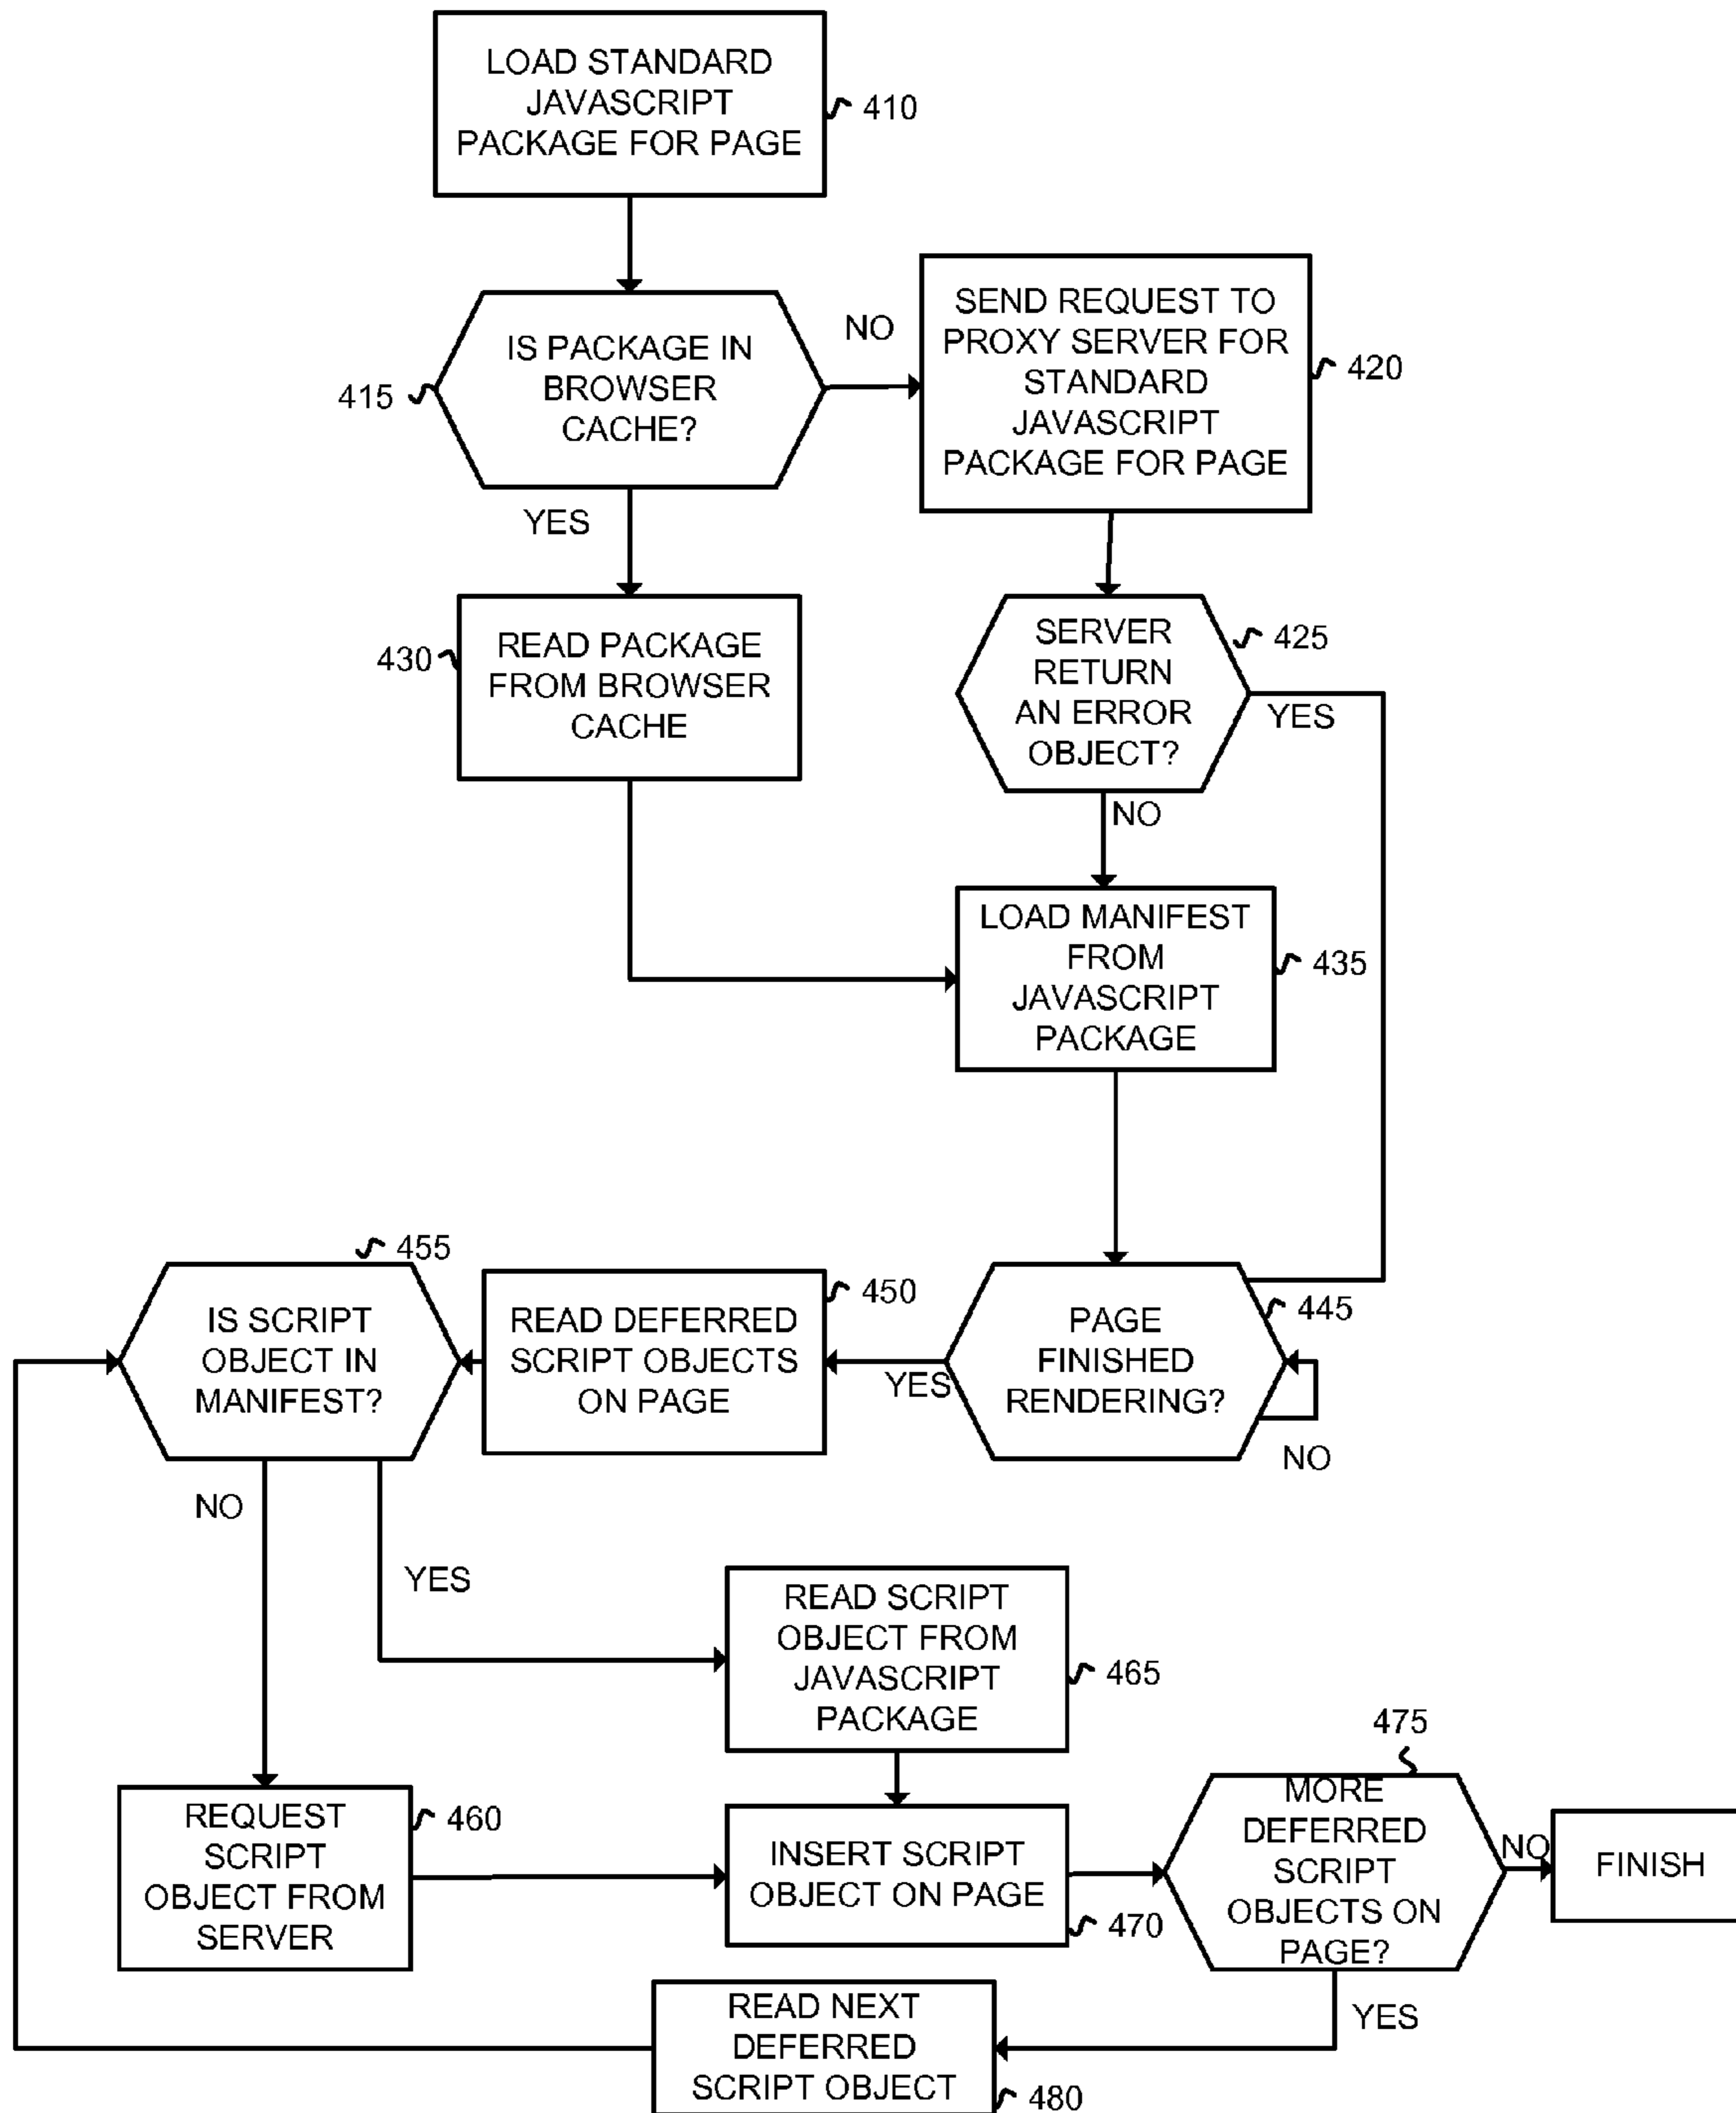 LOAD STANDARD
JAVASCRIPT
PACKAGE FOR PAGE
410
IS PACKAGE IN
BROWSER
CACHE?
415
NO
YES
SEND REQUEST TO
PROXY SERVER FOR
STANDARD
JAVASCRIPT
PACKAGE FOR PAGE
420
READ PACKAGE
FROM BROWSER
CACHE
430
SERVER
RETURN
AN ERROR
OBJECT?
425
YES
NO
LOAD MANIFEST
FROM
JAVASCRIPT
PACKAGE
435
PAGE
FINISHED
RENDERING?
445
YES
NO
READ DEFERRED
SCRIPT OBJECTS
ON PAGE
450
IS SCRIPT
OBJECT IN
MANIFEST?
455
NO
YES
READ SCRIPT
OBJECT FROM
JAVASCRIPT
PACKAGE
465
REQUEST
SCRIPT
OBJECT FROM
SERVER
460
INSERT SCRIPT
OBJECT ON PAGE
470
475
MORE
DEFERRED
SCRIPT
OBJECTS ON
PAGE?
NO
FINISH
YES
READ NEXT
DEFERRED
SCRIPT OBJECT
480